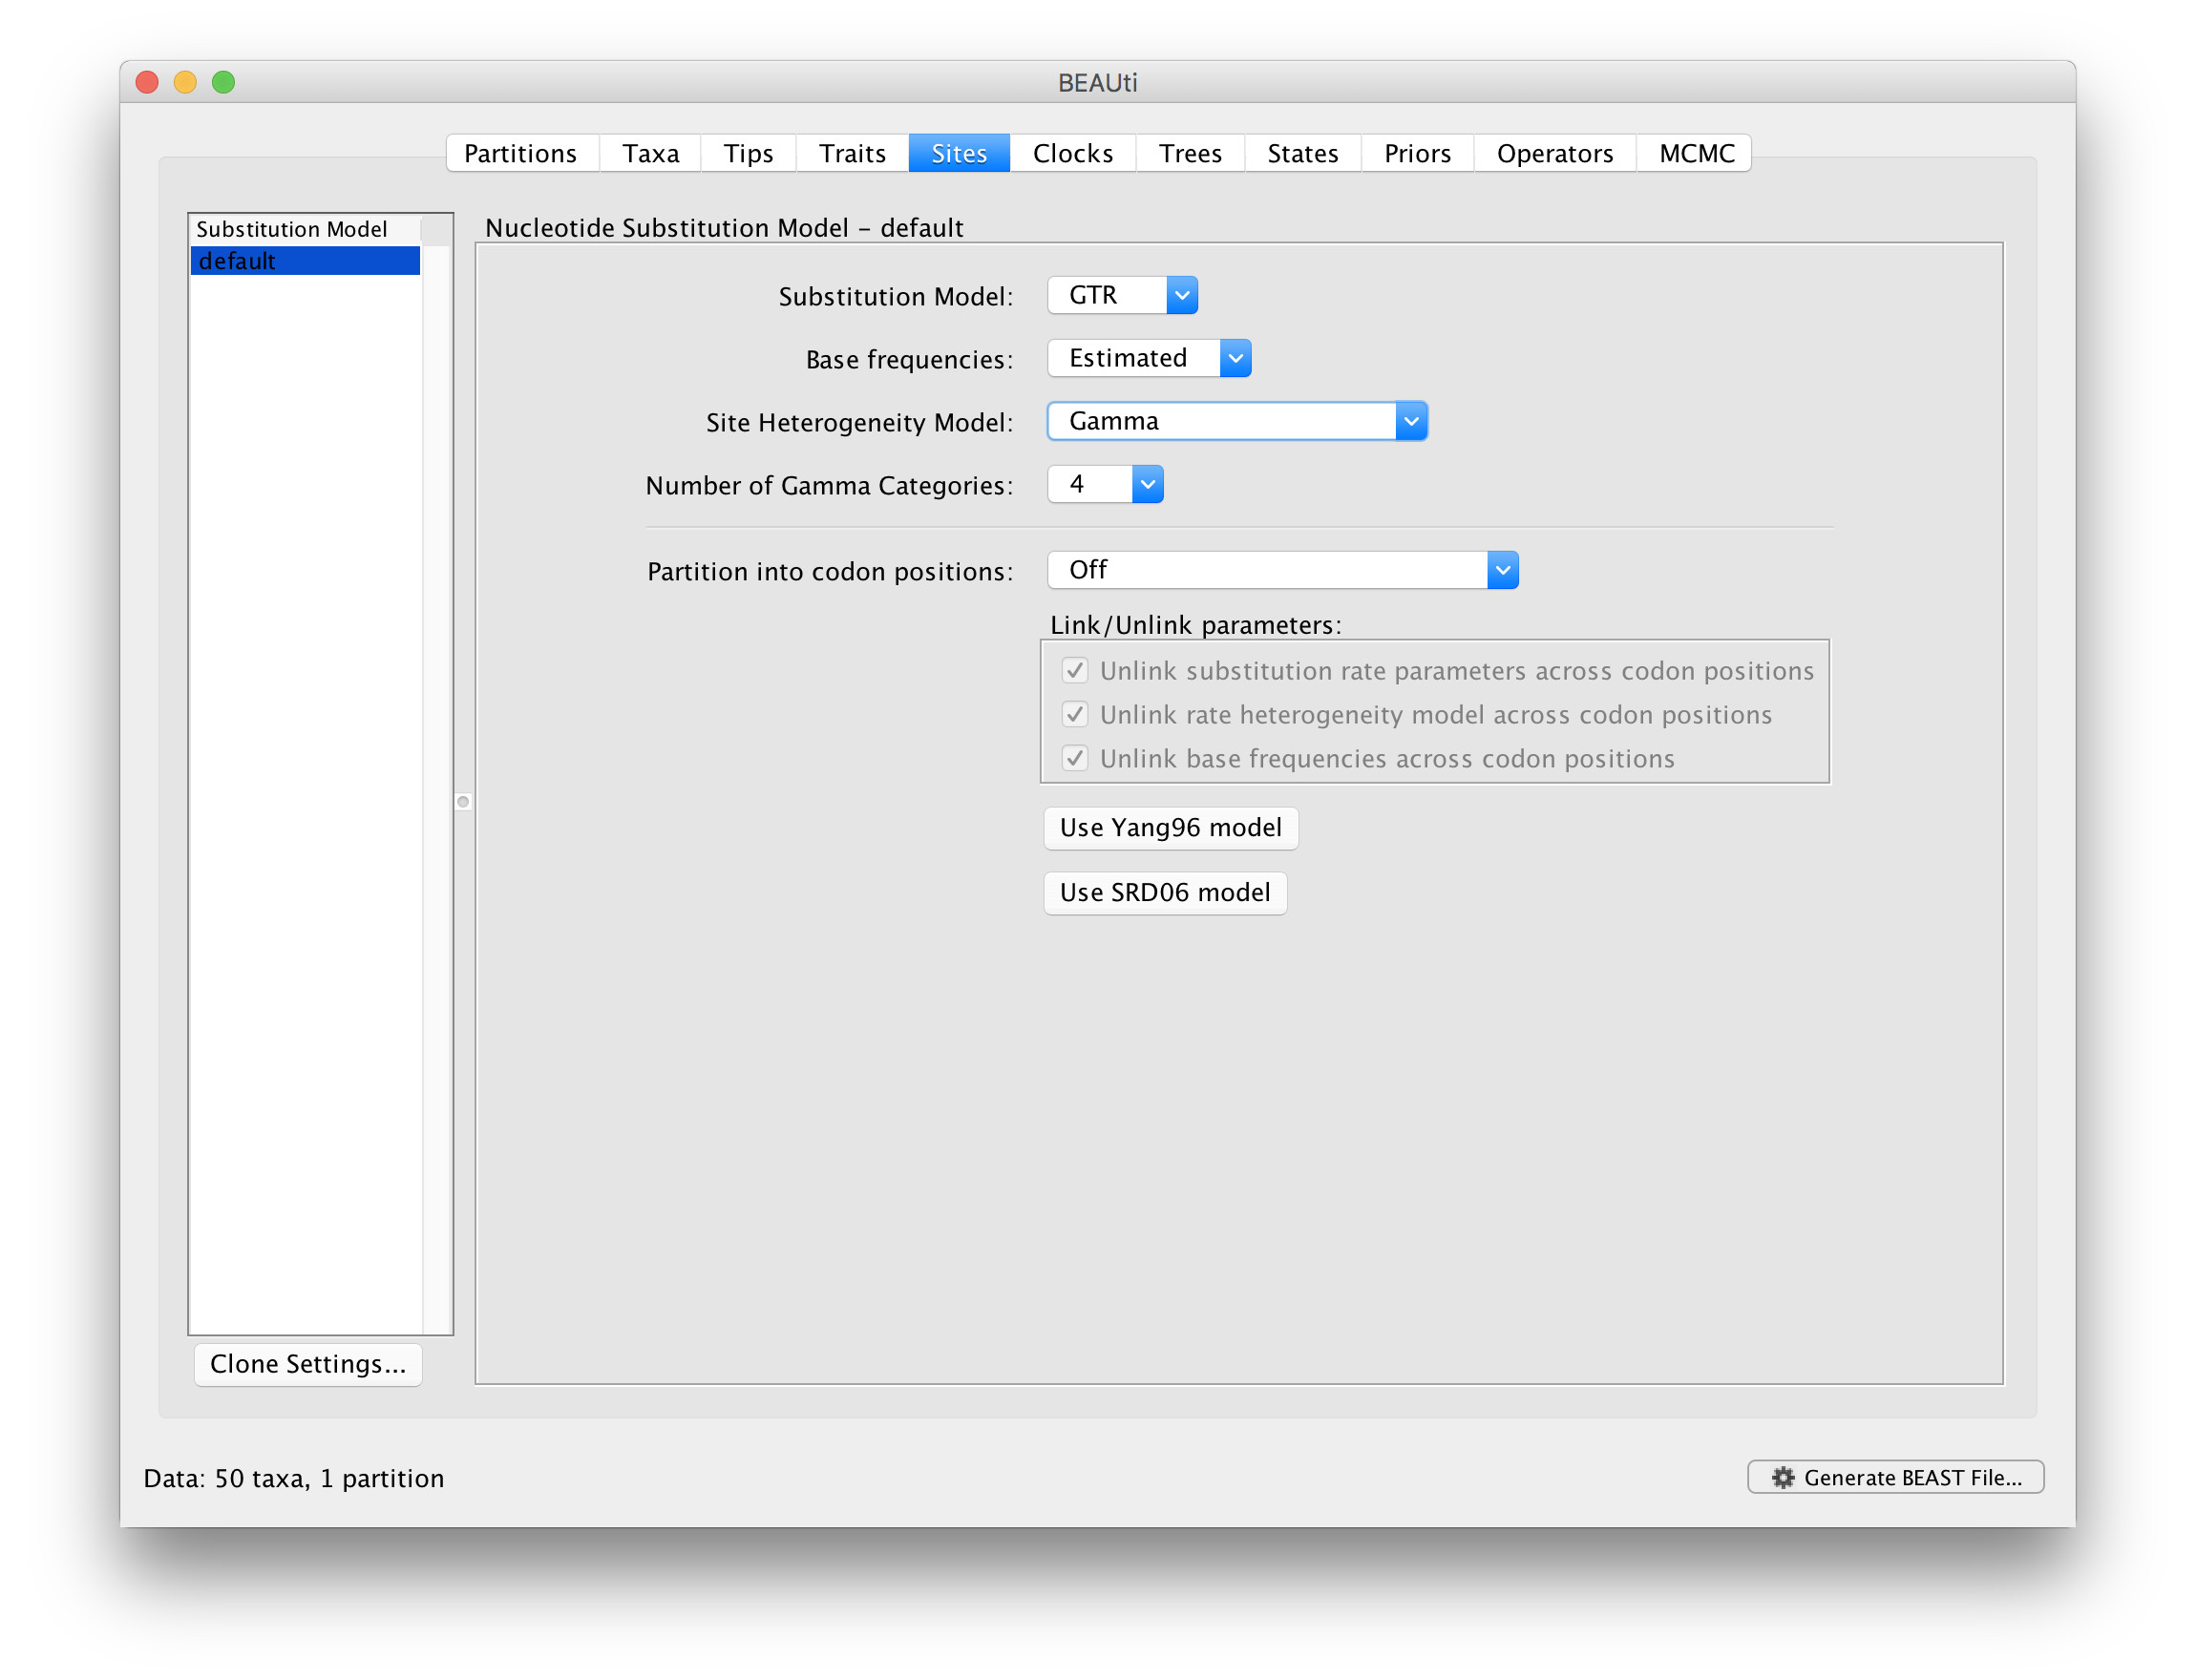 BEAUti
Partitions Taxa Tips Traits Sites Clocks Trees States Priors Operators MCMC
Substitution Model
default
Nucleotide Substitution Model – default
Substitution Model: GTR
Base frequencies: Estimated
Site Heterogeneity Model: Gamma
Number of Gamma Categories: 4
Partition into codon positions: Off
Link/Unlink parameters:
Unlink substitution rate parameters across codon positions
Unlink rate heterogeneity model across codon positions
Unlink base frequencies across codon positions
Use Yang96 model
Use SRD06 model
Clone Settings...
Data: 50 taxa, 1 partition
Generate BEAST File...